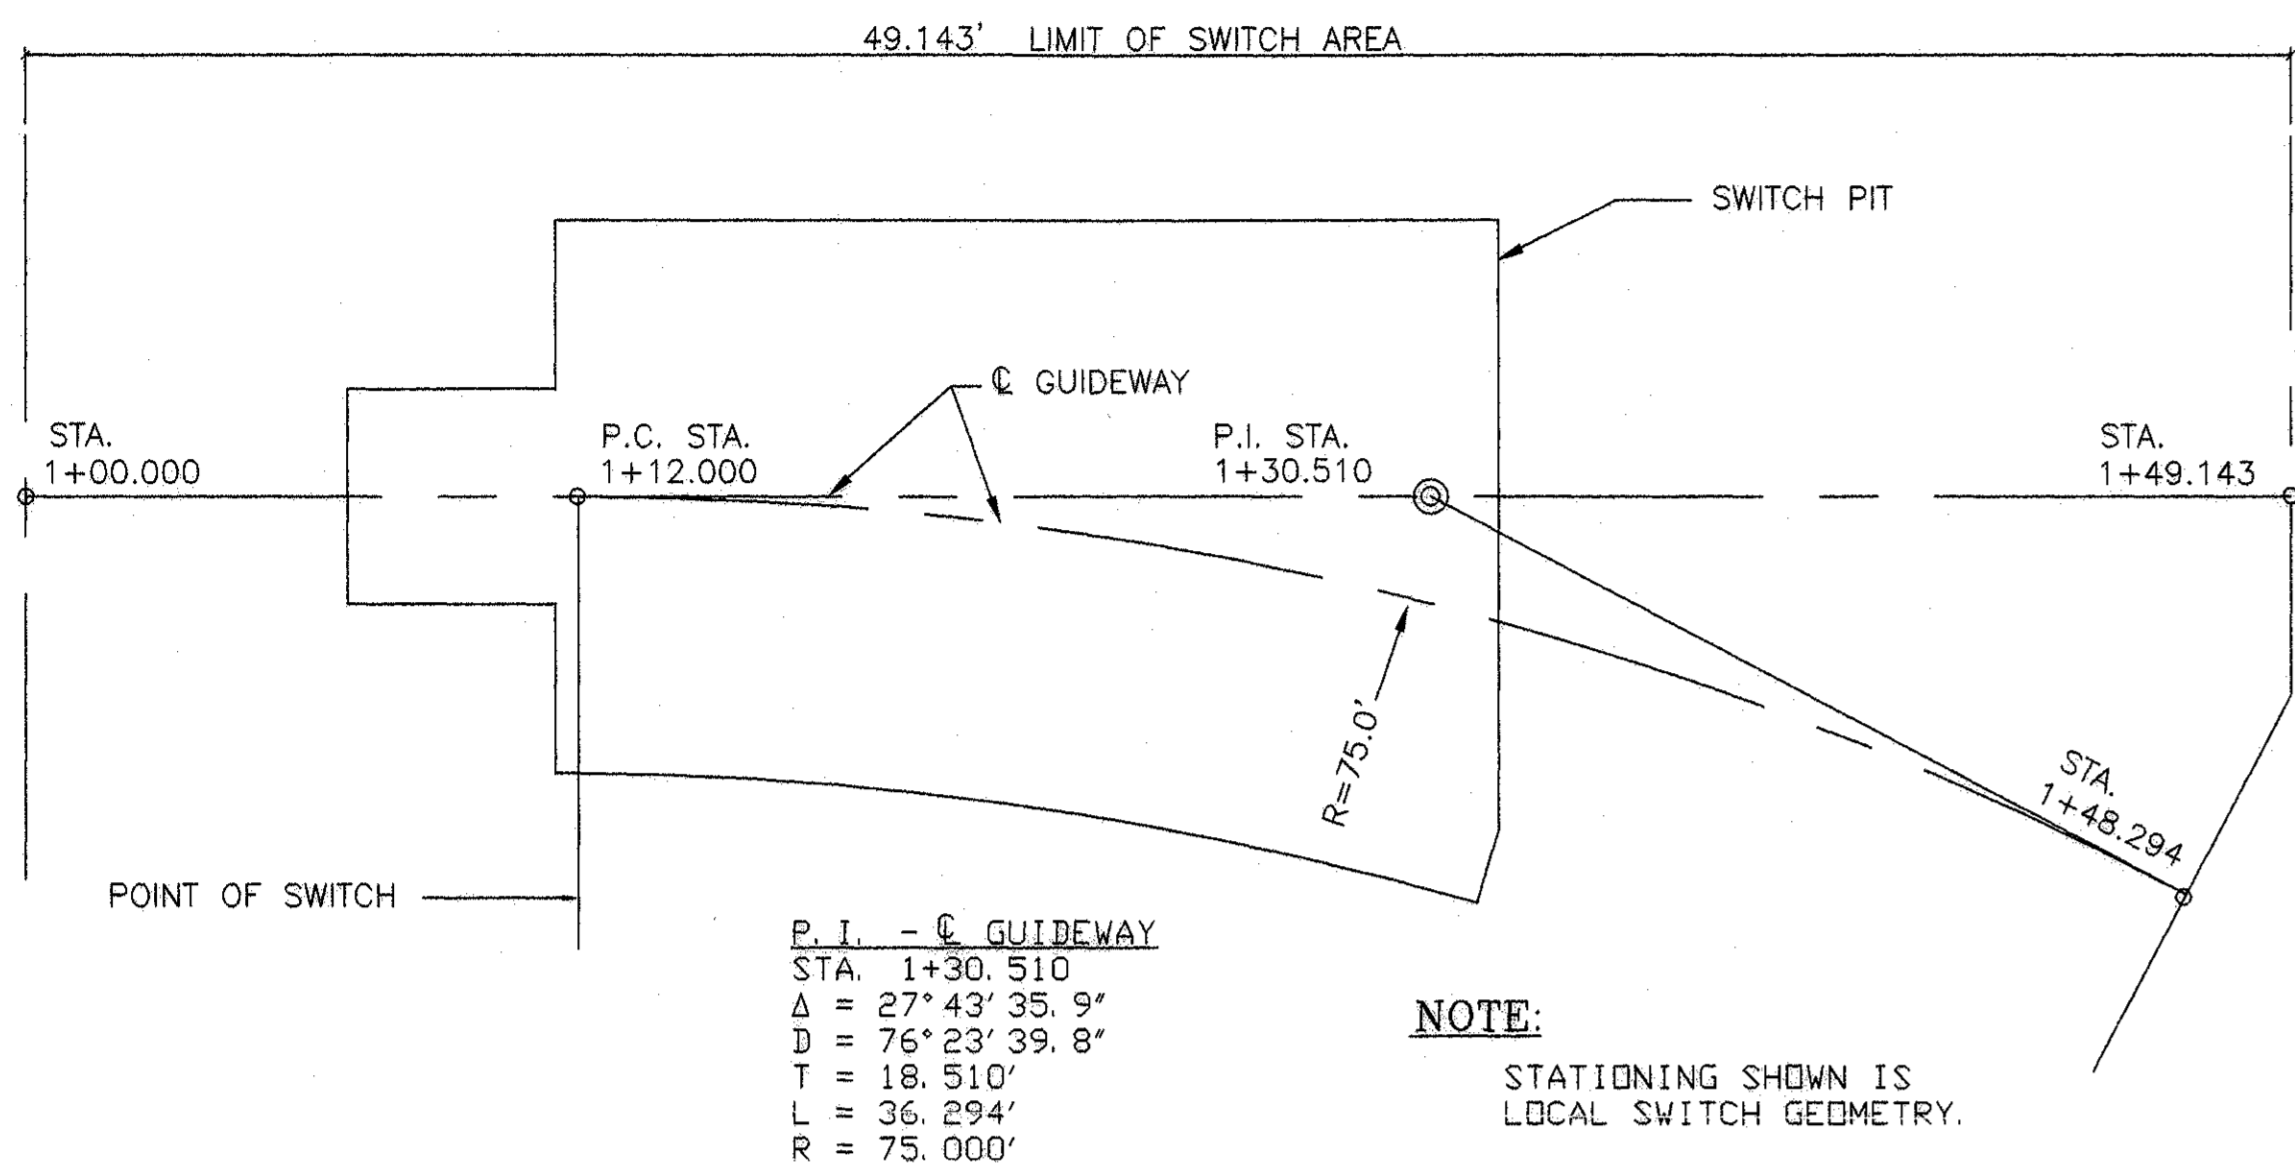 49.143' LIMIT OF SWITCH AREA
SWITCH PIT
℄ GUIDEWAY
STA.
1+00.000
P.C. STA.
1+12.000
P.I. STA.
1+30.510
STA.
1+49.143
R=75.0'
STA.
1+48.294
POINT OF SWITCH
P.I. - ℄ GUIDEWAY
STA. 1+30.510
Δ = 27°43'35.9"
D = 76°23'39.8"
T = 18.510'
L = 36.294'
R = 75.000'
NOTE:
STATIONING SHOWN IS
LOCAL SWITCH GEOMETRY.